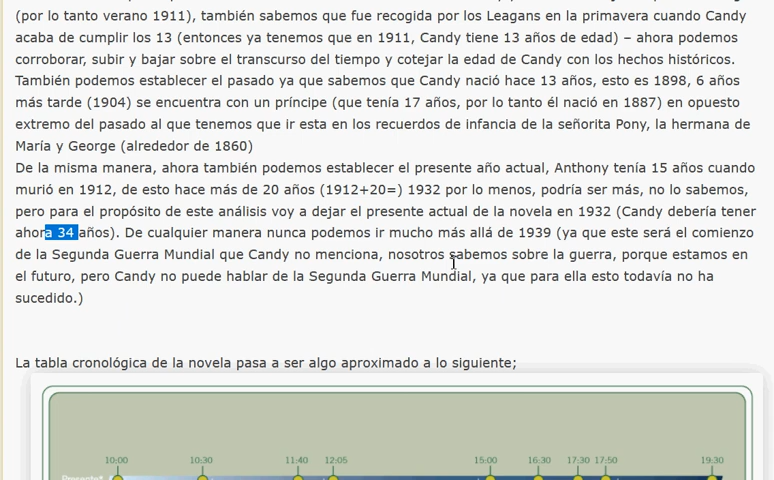 (por lo tanto verano 1911), también sabemos que fue recogida por los Leagans en la primavera cuando Candy
acaba de cumplir los 13 (entonces ya tenemos que en 1911, Candy tiene 13 años de edad) – ahora podemos
corroborar, subir y bajar sobre el transcurso del tiempo y cotejar la edad de Candy con los hechos históricos.
También podemos establecer el pasado ya que sabemos que Candy nació hace 13 años, esto es 1898, 6 años
más tarde (1904) se encuentra con un príncipe (que tenía 17 años, por lo tanto él nació en 1887) en opuesto
extremo del pasado al que tenemos que ir esta en los recuerdos de infancia de la señorita Pony, la hermana de
María y George (alrededor de 1860)
De la misma manera, ahora también podemos establecer el presente año actual, Anthony tenía 15 años cuando
murió en 1912, de esto hace más de 20 años (1912+20=) 1932 por lo menos, podría ser más, no lo sabemos,
pero para el propósito de este análisis voy a dejar el presente actual de la novela en 1932 (Candy debería tener
ahora 34 años). De cualquier manera nunca podemos ir mucho más allá de 1939 (ya que este será el comienzo
de la Segunda Guerra Mundial que Candy no menciona, nosotros sabemos sobre la guerra, porque estamos en
el futuro, pero Candy no puede hablar de la Segunda Guerra Mundial, ya que para ella esto todavía no ha
sucedido.)
La tabla cronológica de la novela pasa a ser algo aproximado a lo siguiente;
10:00 10:30 11:40 12:05 15:00 16:30 17:30 17:50 19:30